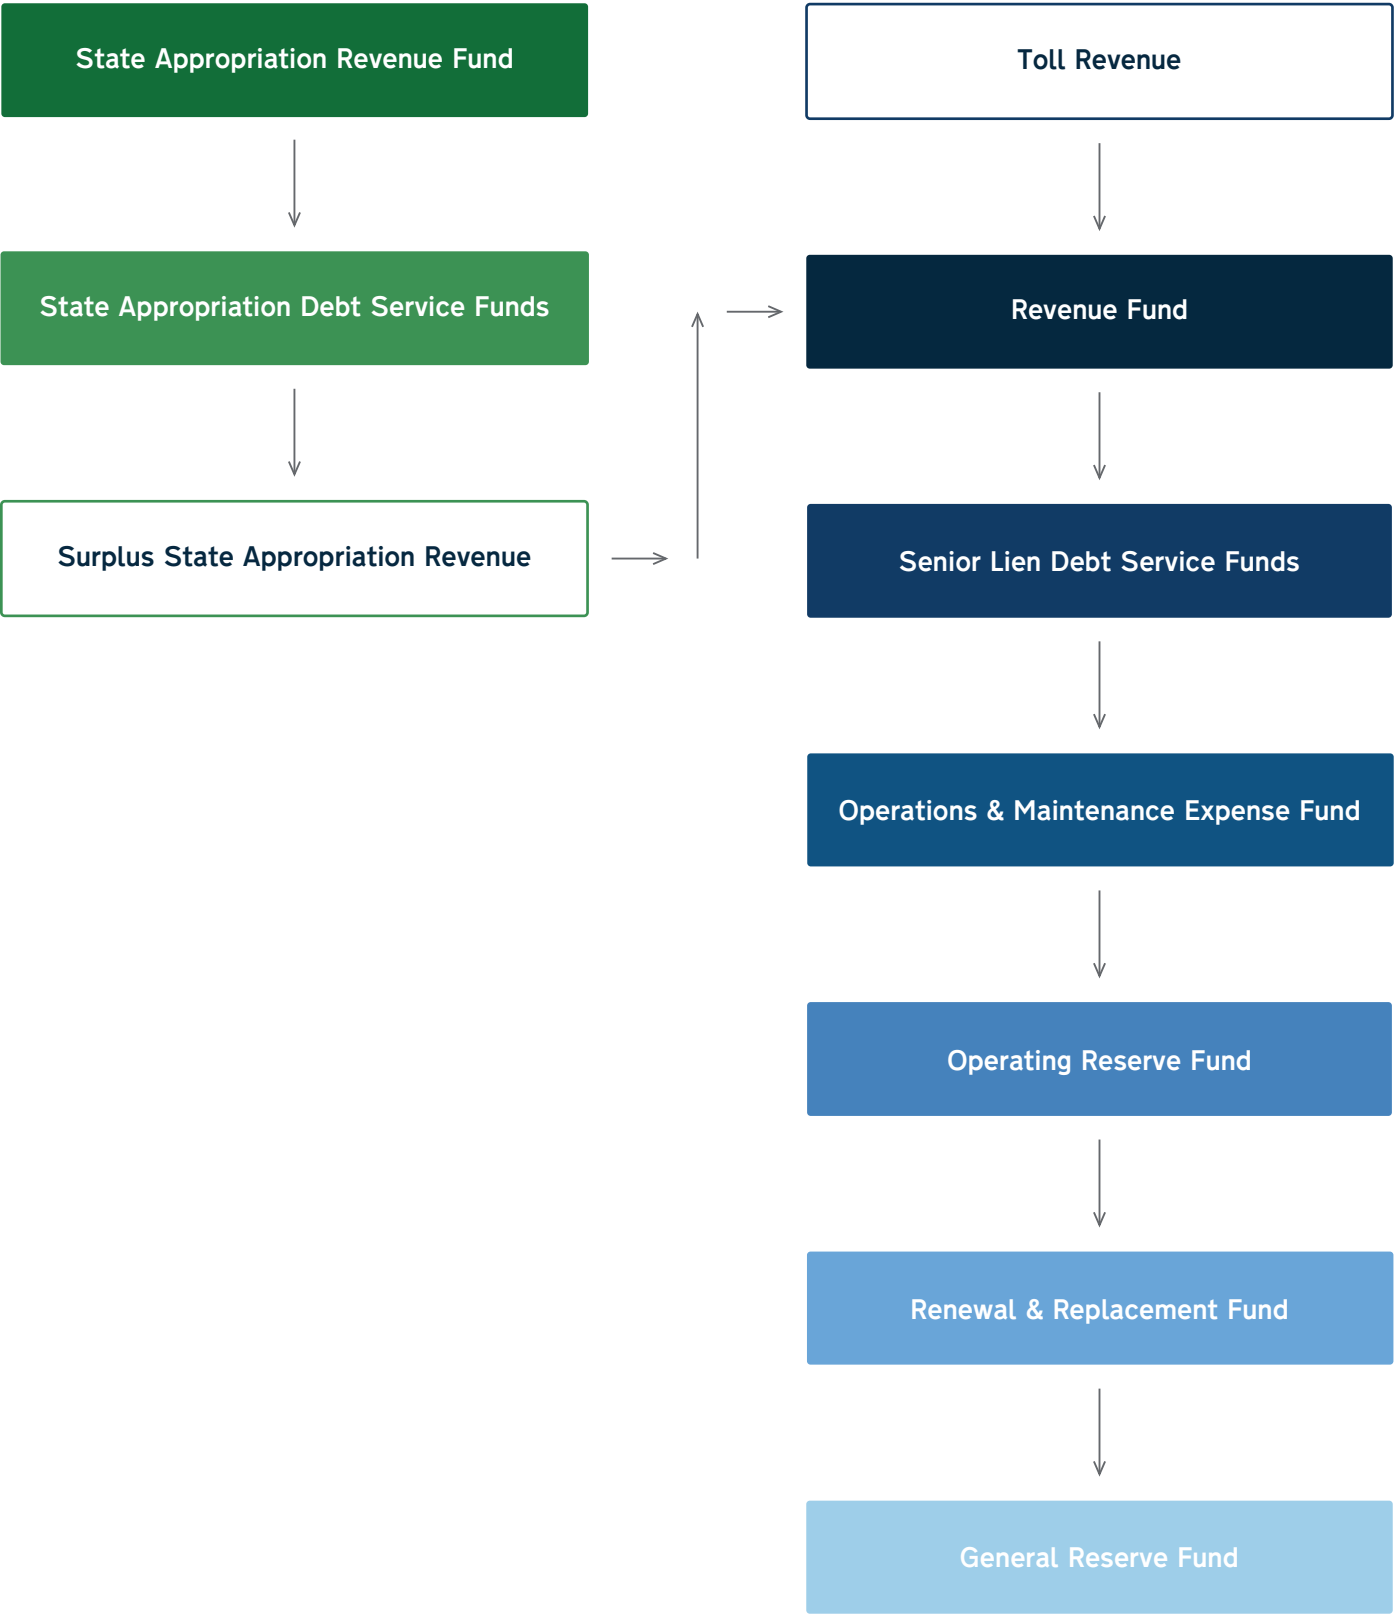 State Appropriation Revenue Fund
State Appropriation Debt Service Funds
Surplus State Appropriation Revenue
Toll Revenue
Revenue Fund
Senior Lien Debt Service Funds
Operations & Maintenance Expense Fund
Operating Reserve Fund
Renewal & Replacement Fund
General Reserve Fund